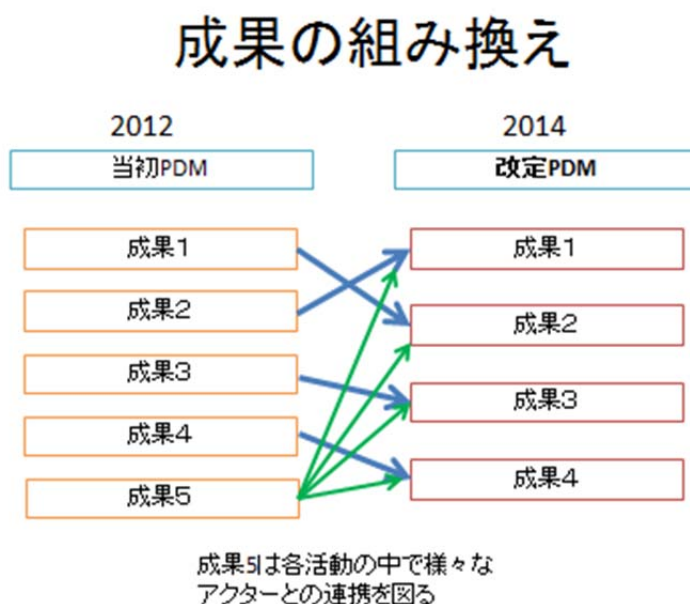 成果の組み換え
2012
2014
当初PDM
改定PDM
成果1
成果1
成果2
成果2
成果3
成果3
成果4
成果4
成果5
成果5は各活動の中で様々な
アクターとの連携を図る